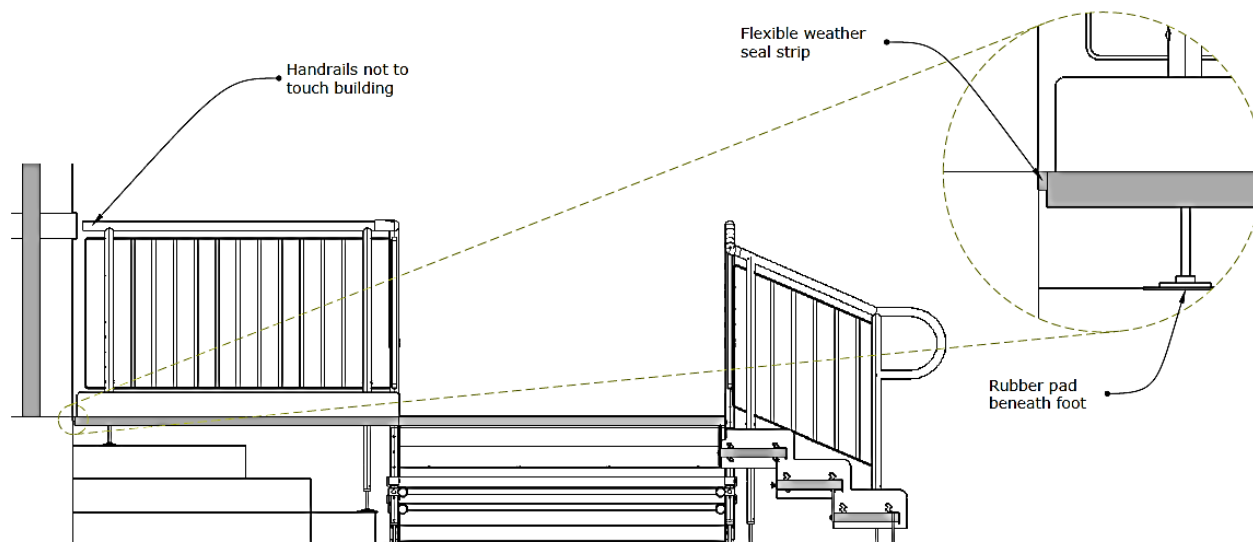 Flexible weather
seal strip
Handrails not to
touch building
Rubber pad
beneath foot